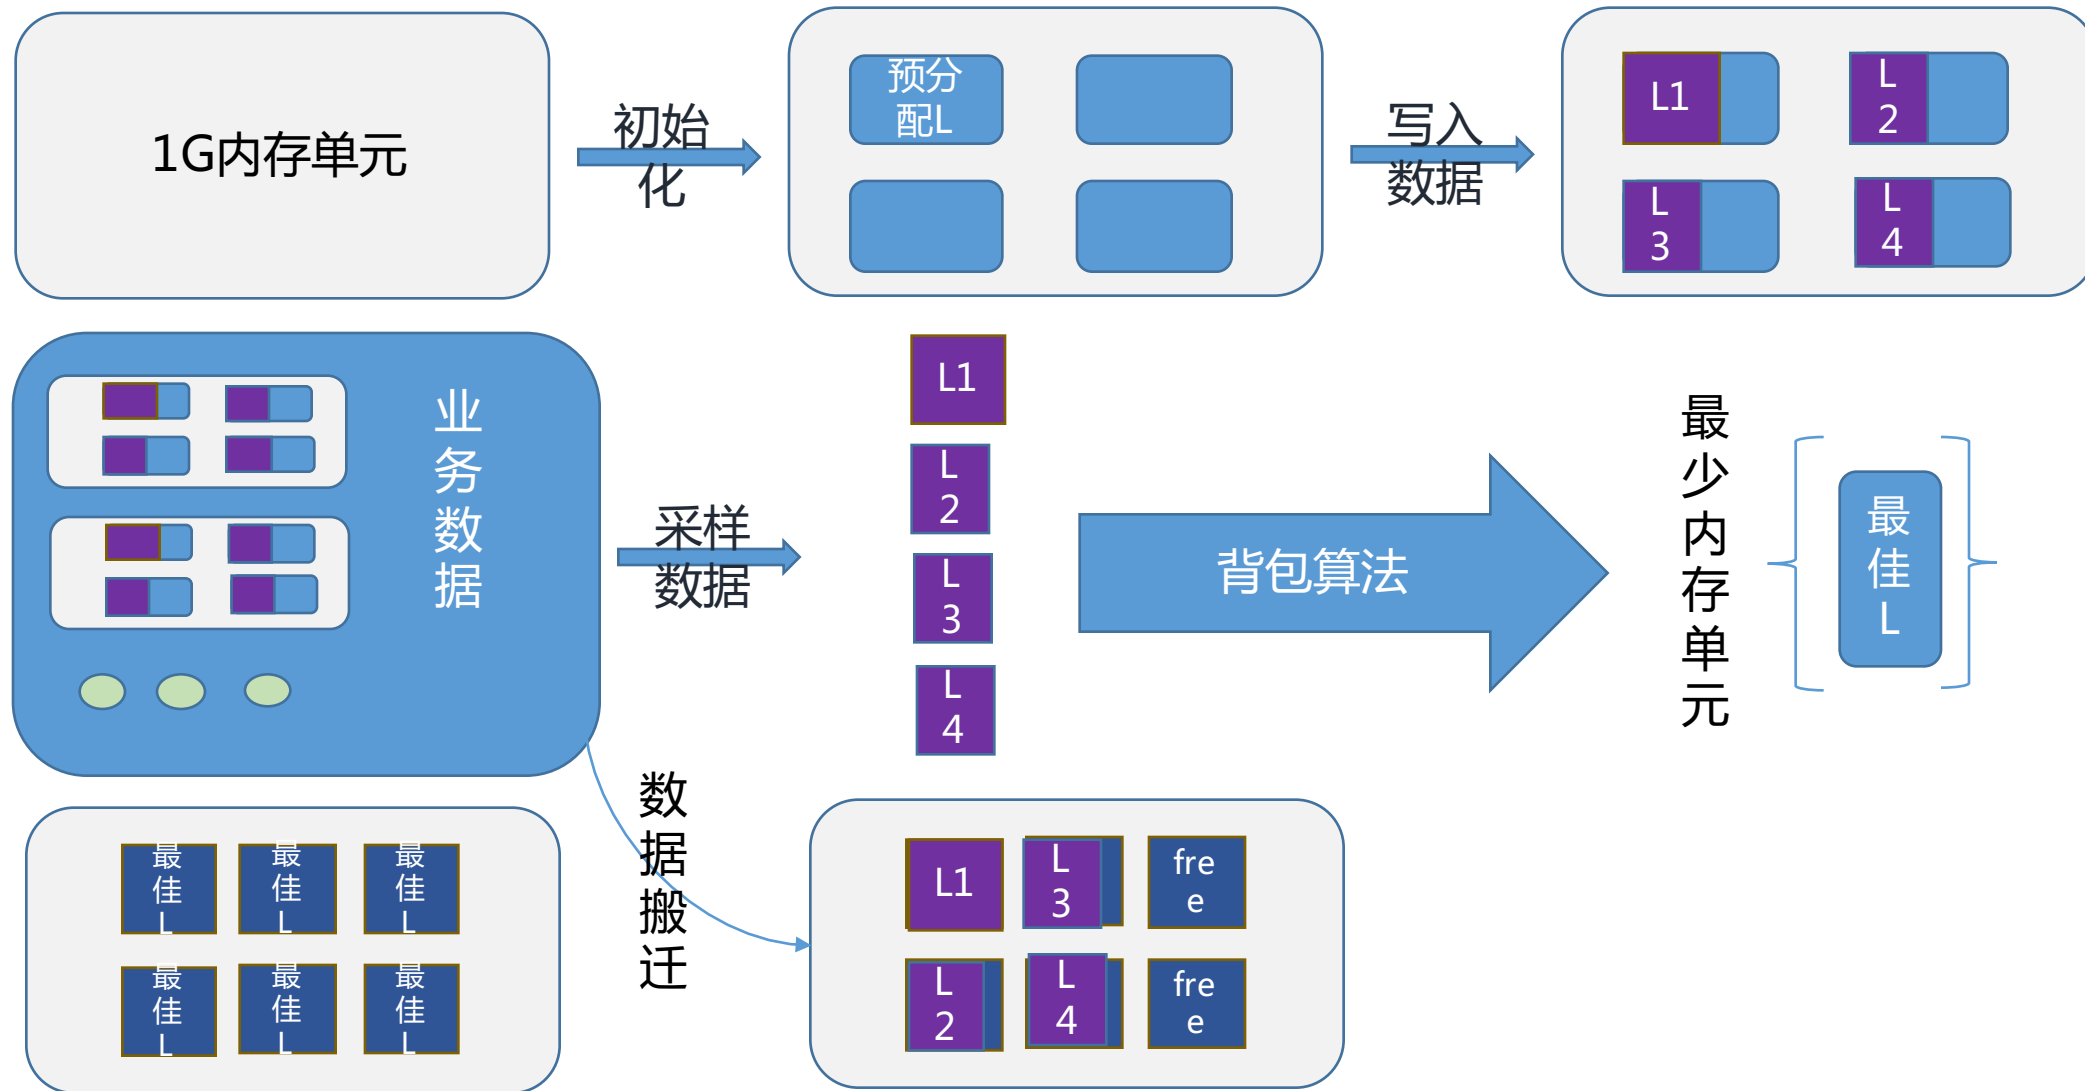 1G内存单元
初始
化
预分
配L
写入
数据
L1
L
2
L
3
L
4
业
务
数
据
采样
数据
L1
L
2
L
3
L
4
背包算法
最
少
内
存
单
元
最
佳
L
数
据
搬
迁
最
佳
L
最
佳
L
最
佳
L
最
佳
L
最
佳
L
最
佳
L
L1
L
3
fre
e
L
2
L
4
fre
e